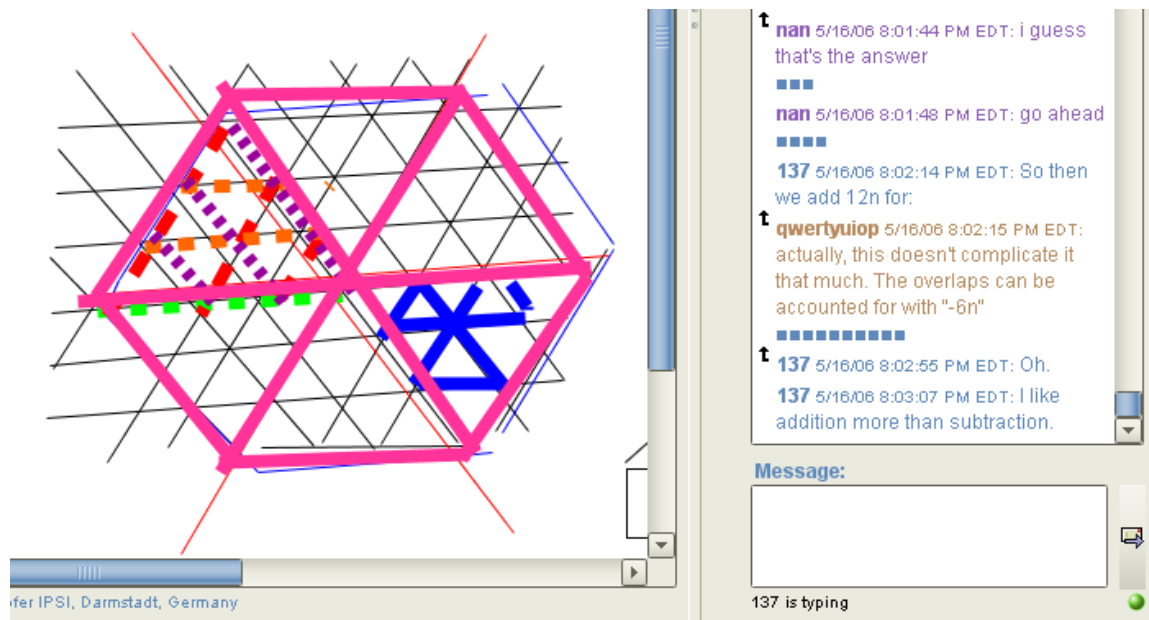 nan 5/16/06 8:01:44 PM EDT: i guess
that's the answer
nan 5/16/06 8:01:48 PM EDT: go ahead
137 5/16/06 8:02:14 PM EDT: So then
we add 12n for:
qwertyuiop 5/16/06 8:02:15 PM EDT:
actually, this doesn't complicate it
that much. The overlaps can be
accounted for with "-6n"
137 5/16/06 8:02:55 PM EDT: Oh.
137 5/16/06 8:03:07 PM EDT: I like
addition more than subtraction.
Message:
137 is typing
fer IPSI, Darmstadt, Germany